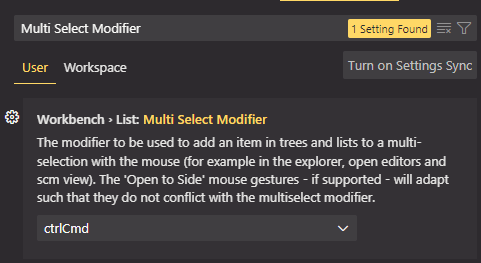 Multi Select Modifier
1 Setting Found
User Workspace
Turn on Settings Sync
Workbench › List: Multi Select Modifier
The modifier to be used to add an item in trees and lists to a multi-
selection with the mouse (for example in the explorer, open editors and
scm view). The 'Open to Side' mouse gestures - if supported - will adapt
such that they do not conflict with the multiselect modifier.
ctrlCmd